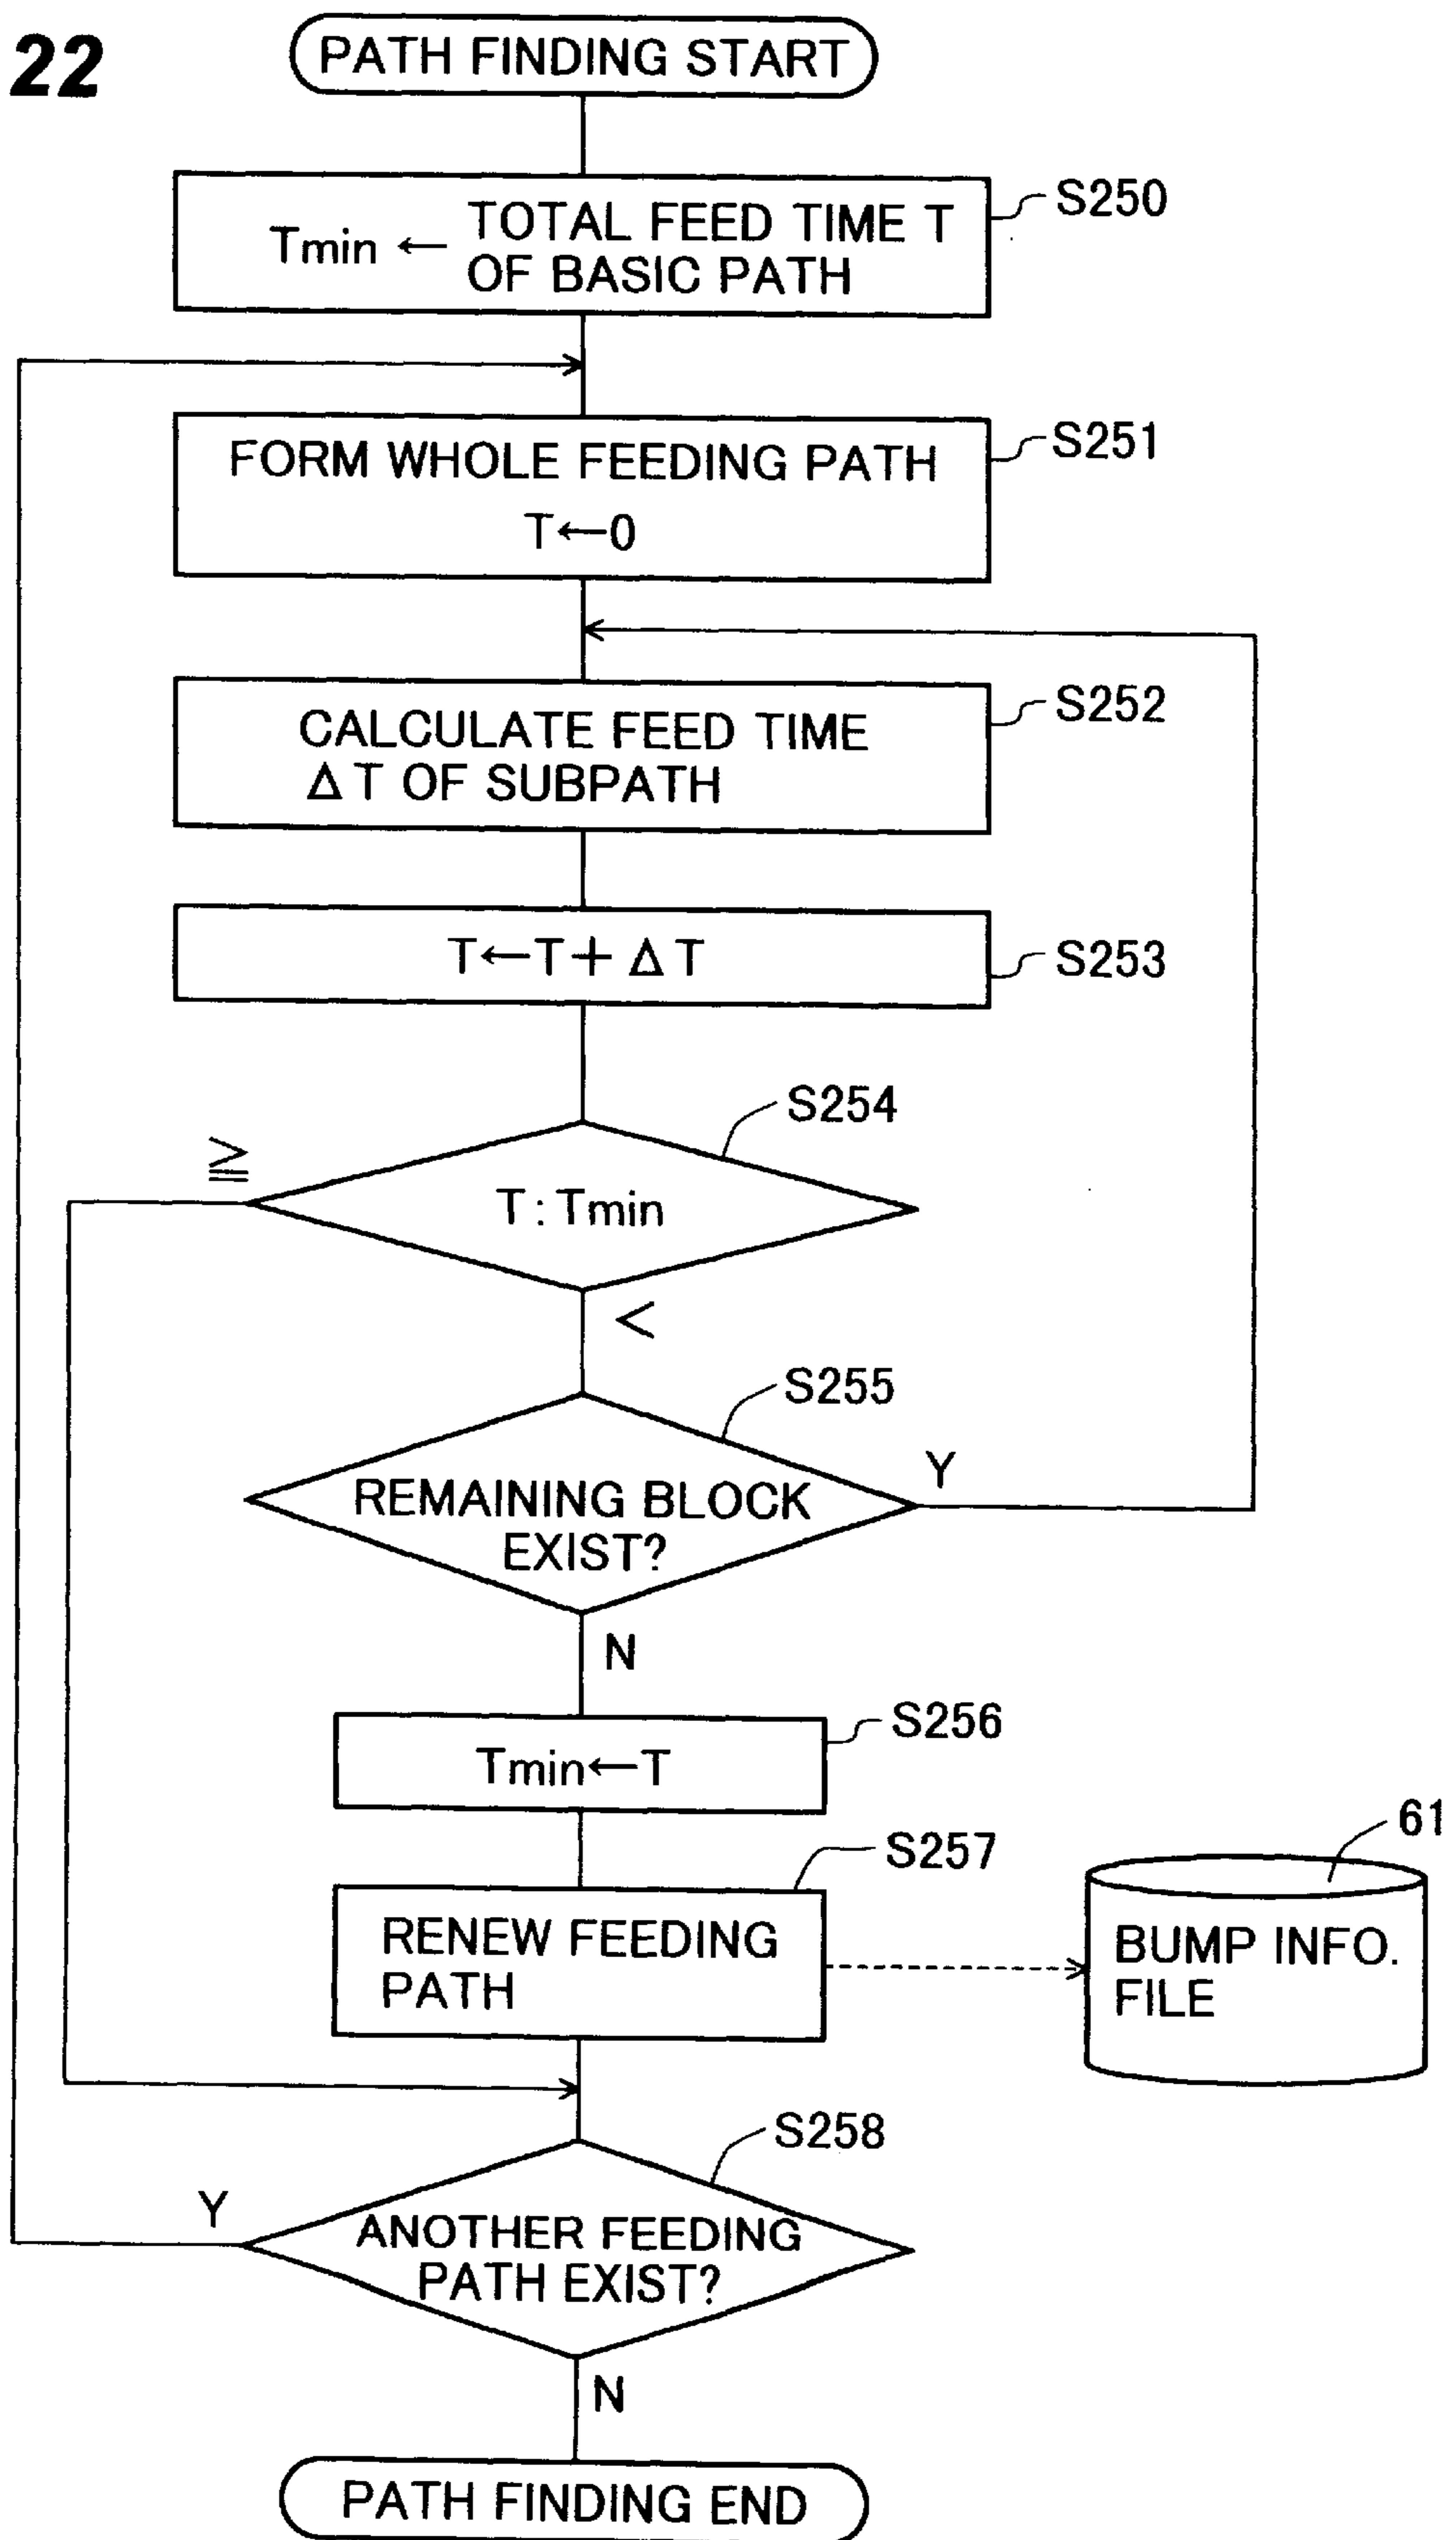 22
PATH FINDING START
S250
Tmin ← TOTAL FEED TIME T
OF BASIC PATH
S251
FORM WHOLE FEEDING PATH
T←0
S252
CALCULATE FEED TIME
ΔT OF SUBPATH
T←T+ΔT
S253
S254
≧
T:Tmin
<
S255
Y
REMAINING BLOCK
EXIST?
N
S256
Tmin←T
61
S257
RENEW FEEDING
PATH
BUMP INFO.
FILE
S258
Y
ANOTHER FEEDING
PATH EXIST?
N
PATH FINDING END